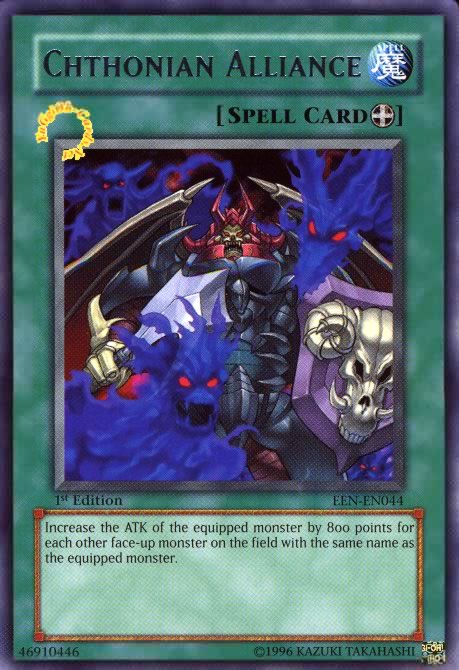 CHTHONIAN ALLIANCE
SPELL
魔
[SPELL CARD]
1st Edition
EEN-EN044
Increase the ATK of the equipped monster by 800 points for
each other face-up monster on the field with the same name as
the equipped monster.
46910446
©1996 KAZUKI TAKAHASHI